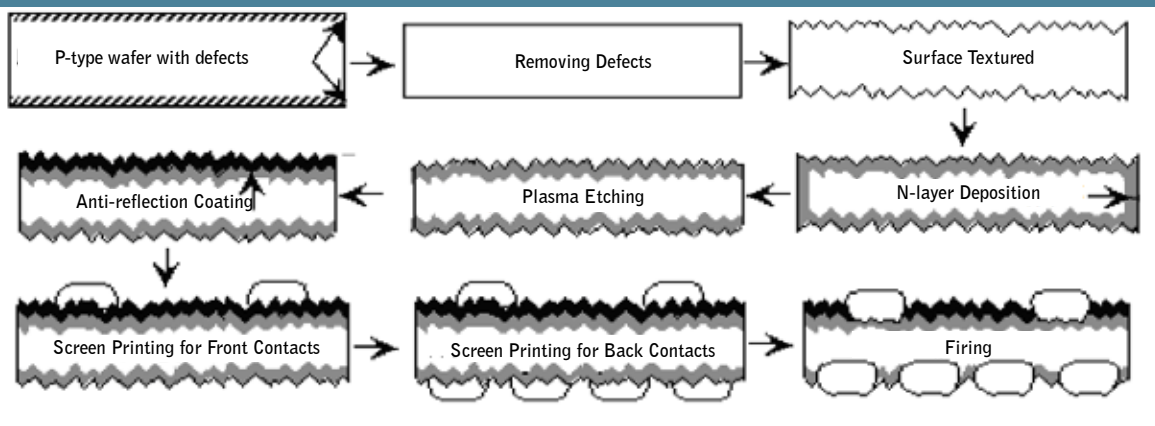 P-type wafer with defects
Removing Defects
Surface Textured
N-layer Deposition
Plasma Etching
Anti-reflection Coating
Screen Printing for Front Contacts
Screen Printing for Back Contacts
Firing